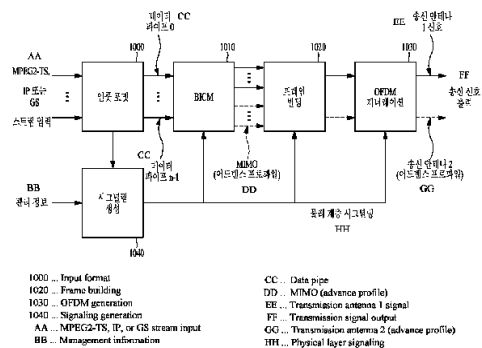 데이터 CC
파이프 0
EE 송신 안테나
1 신호
1000
1010
1020
1030
AA
MPEG2-TS,
IP 또는
GS
스트림 입력
인풋 포맷
BICM
프레임
빌딩
OFDM
지너레이션
FF
송신 신호
출력
CC
데이터
파이프 n-1
MIMO
(어드밴스 프로파일)
DD
송신 안테나 2
(어드밴스 프로파일)
GG
BB
관리 정보
시그널링
생성
물리 계층 시그널링
HH
1040
1000 ... Input format
1020 ... Frame building
1030 ... OFDM generation
1040 ... Signaling generation
AA ... MPEG2-TS, IP, or GS stream input
BB ... Management information
CC ... Data pipe
DD ... MIMO (advance profile)
EE ... Transmission antenna 1 signal
FF ... Transmission signal output
GG ... Transmission antenna 2 (advance profile)
HH ... Physical layer signaling